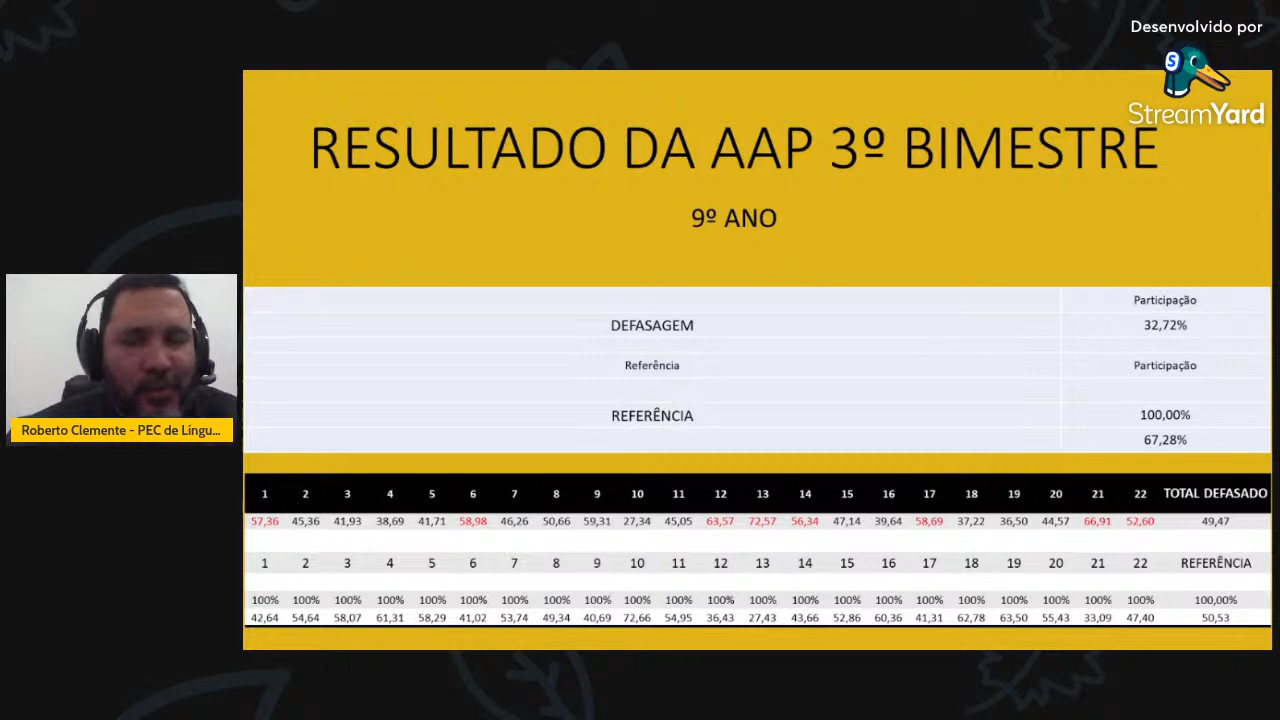 Desenvolvido por
StreamYard
RESULTADO DA AAP 3º BIMESTRE
9º ANO
Participação
DEFASAGEM 32,72%
Referência Participação
REFERÊNCIA 100,00%
67,28%
1 2 3 4 5 6 7 8 9 10 11 12 13 14 15 16 17 18 19 20 21 22 TOTAL DEFASADO
57,36 45,36 41,93 38,69 41,71 58,98 46,26 50,66 59,31 27,34 45,05 63,57 72,57 56,34 47,14 39,64 58,69 37,22 36,50 44,57 66,91 52,60 49,47
1 2 3 4 5 6 7 8 9 10 11 12 13 14 15 16 17 18 19 20 21 22 REFERÊNCIA
100% 100% 100% 100% 100% 100% 100% 100% 100% 100% 100% 100% 100% 100% 100% 100% 100% 100% 100% 100% 100% 100% 100,00%
42,64 54,64 58,07 61,31 58,29 41,02 53,74 49,34 40,69 72,66 54,95 36,43 27,43 43,66 52,86 60,36 41,31 62,78 63,50 55,43 33,09 47,40 50,53
Roberto Clemente - PEC de Língu...